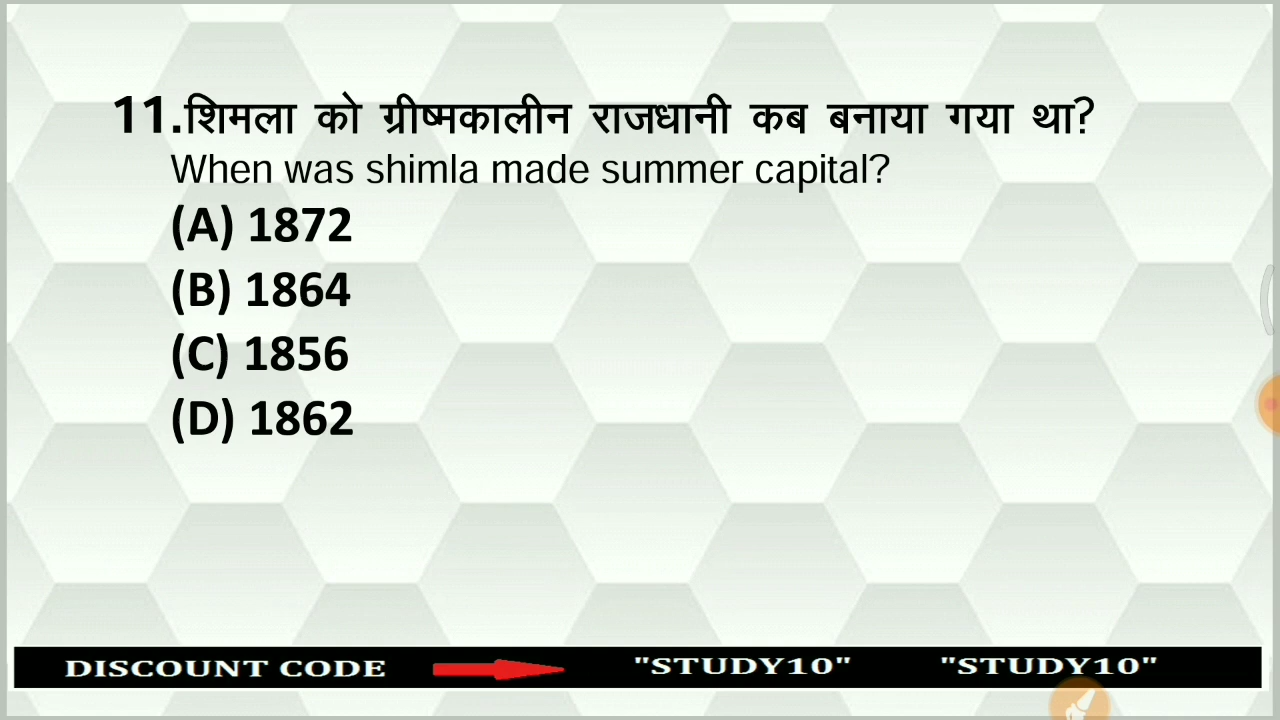 11.शिमला को ग्रीष्मकालीन राजधानी कब बनाया गया था?
When was shimla made summer capital?
(A) 1872
(B) 1864
(C) 1856
(D) 1862
DISCOUNT CODE "STUDY10" "STUDY10"